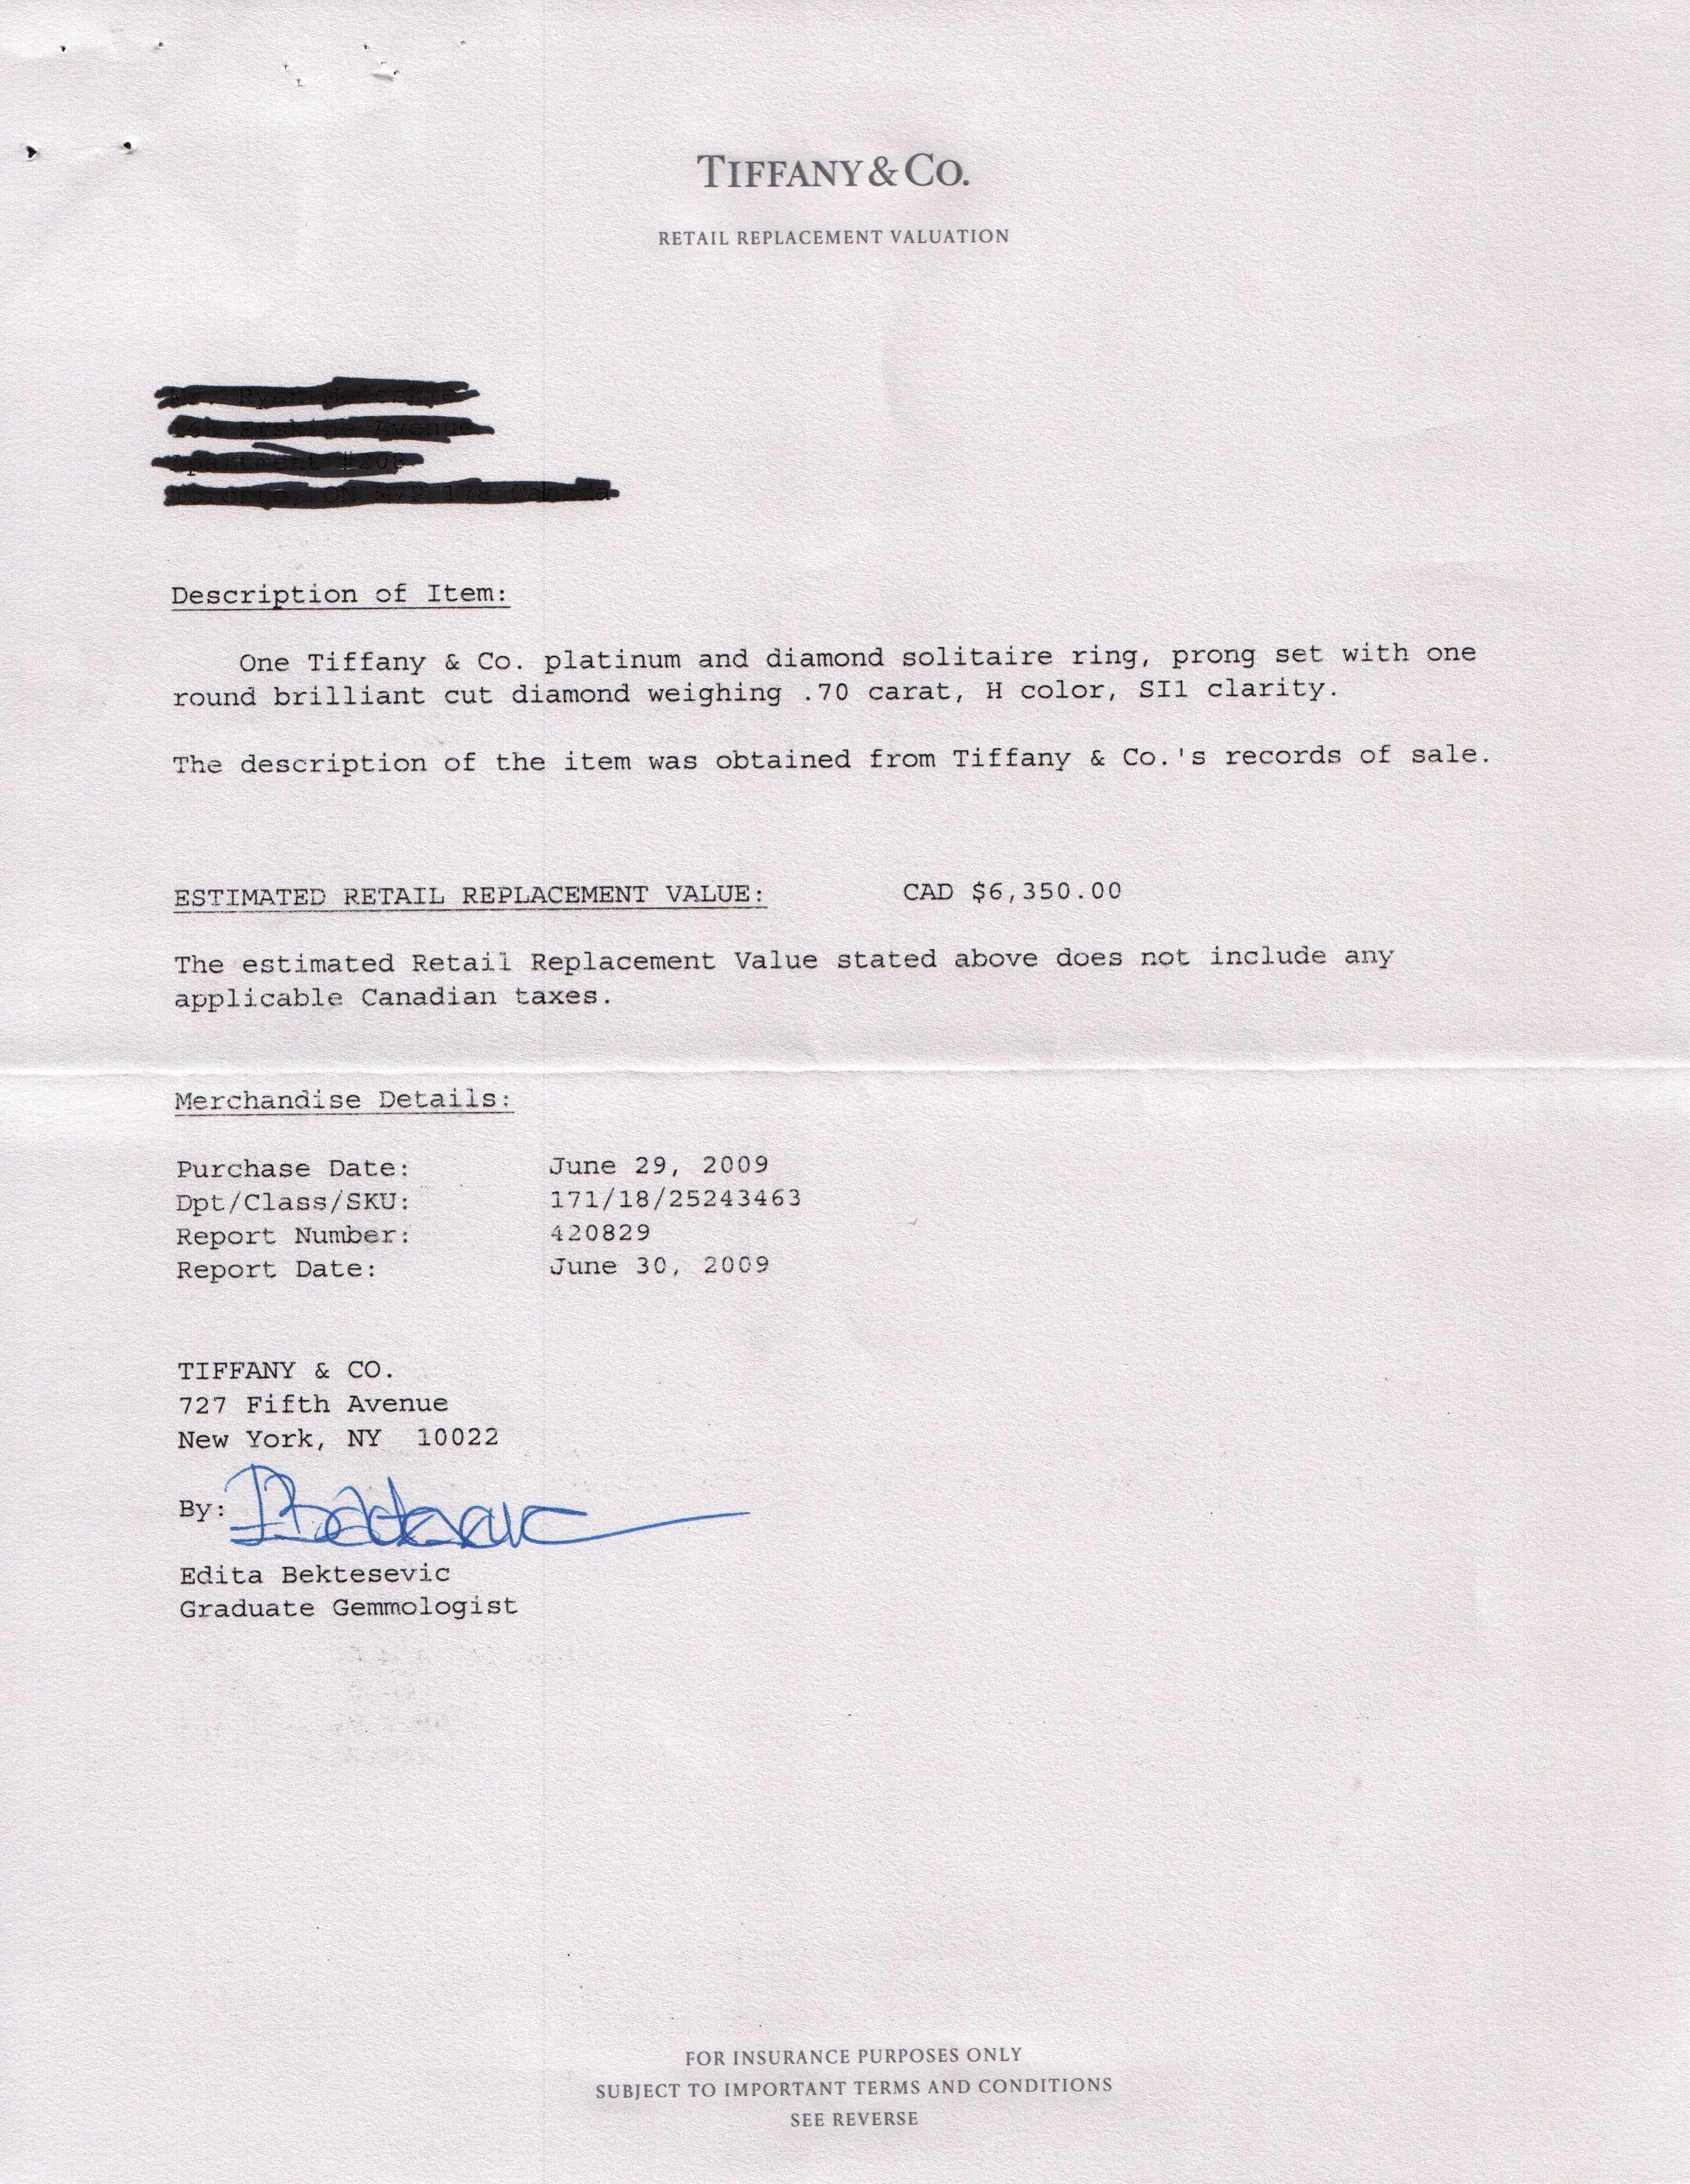 TIFFANY & CO.
RETAIL REPLACEMENT VALUATION
Description of Item:
One Tiffany & Co. platinum and diamond solitaire ring, prong set with one
round brilliant cut diamond weighing .70 carat, H color, SI1 clarity.
The description of the item was obtained from Tiffany & Co.'s records of sale.
ESTIMATED RETAIL REPLACEMENT VALUE: CAD $6,350.00
The estimated Retail Replacement Value stated above does not include any
applicable Canadian taxes.
Merchandise Details:
Purchase Date: June 29, 2009
Dpt/Class/SKU: 171/18/25243463
Report Number: 420829
Report Date: June 30, 2009
TIFFANY & CO.
727 Fifth Avenue
New York, NY 10022
By:
Edita Bektesevic
Graduate Gemmologist
FOR INSURANCE PURPOSES ONLY
SUBJECT TO IMPORTANT TERMS AND CONDITIONS
SEE REVERSE